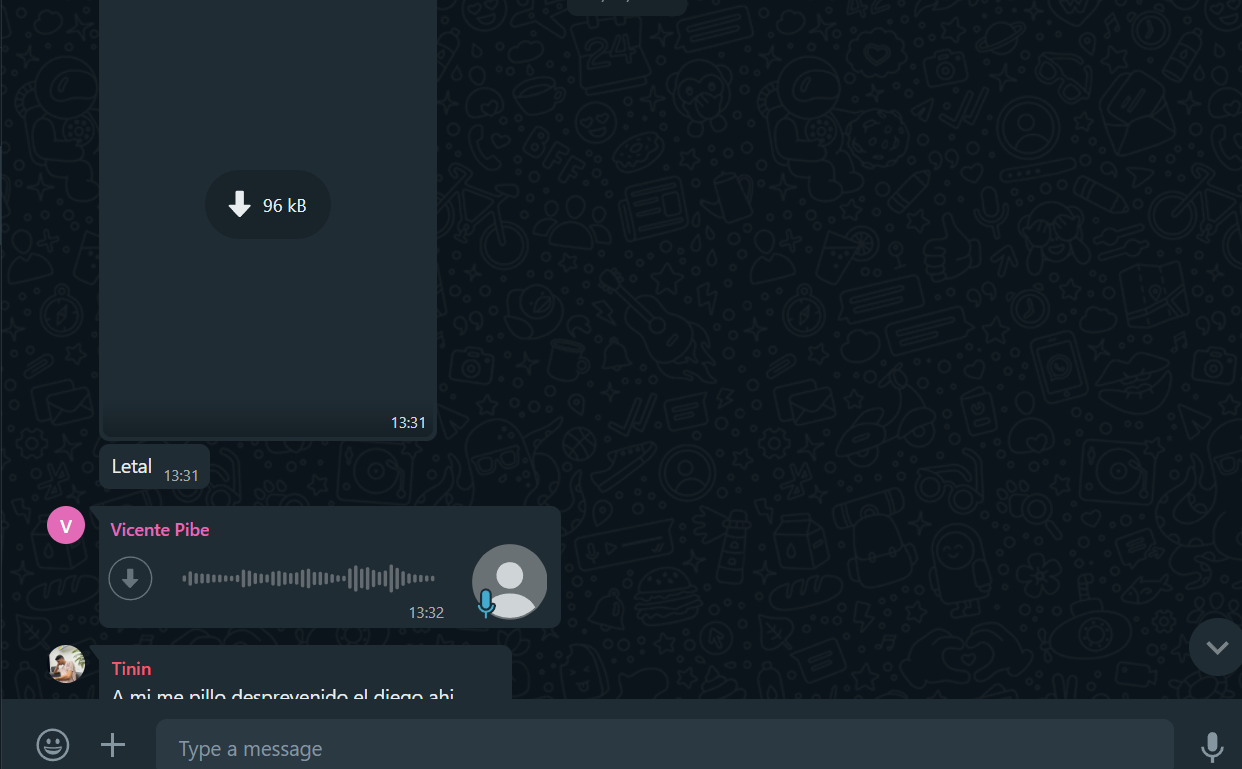 96 kB
13:31
Letal 13:31
V
Vicente Pibe
13:32
Tinin
A mi me pillo desprevenido el diego ahi
Type a message